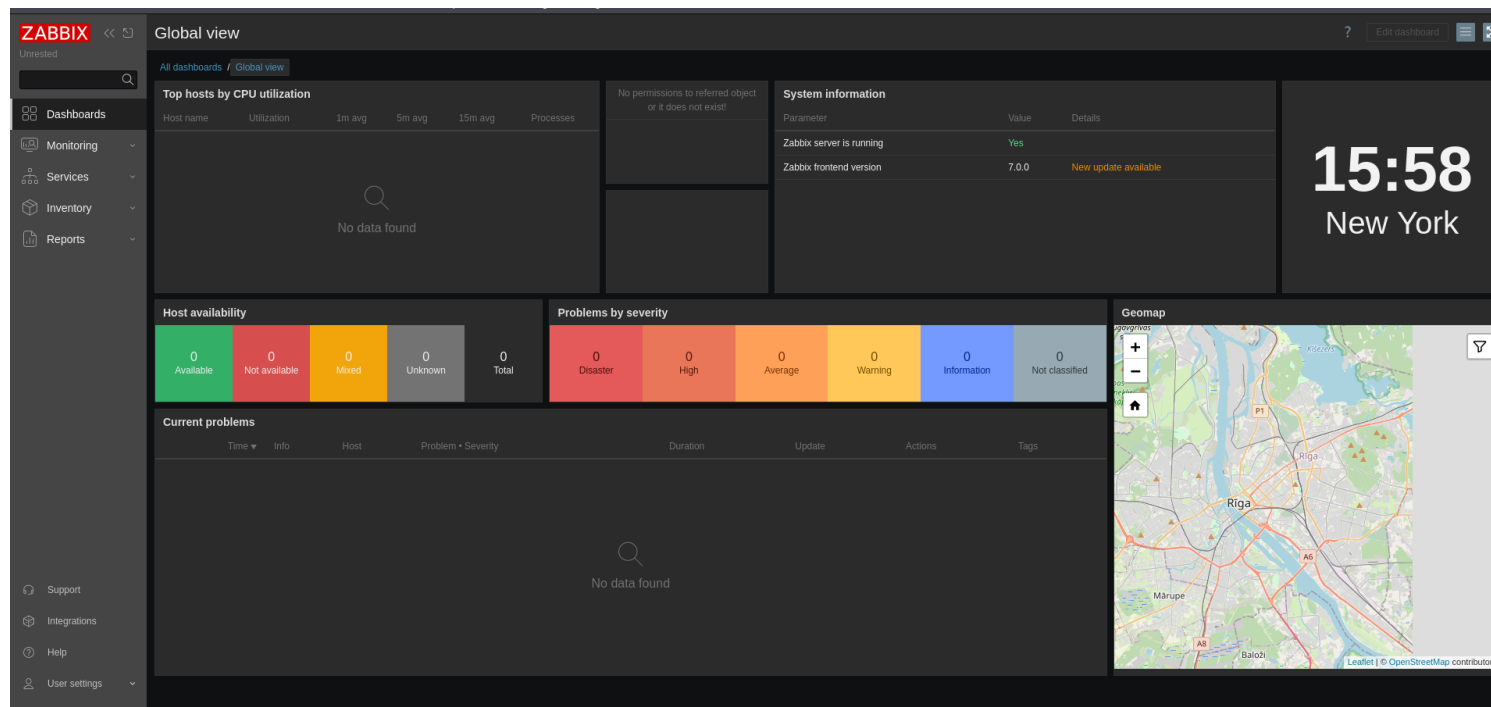 ZABBIX
Unrested
Dashboards
Monitoring
Services
Inventory
Reports
Support
Integrations
Help
User settings
Global view
? Edit dashboard
All dashboards / Global view
Top hosts by CPU utilization
Host name Utilization 1m avg 5m avg 15m avg Processes
No data found
No permissions to referred object
or it does not exist!
System information
Parameter Value Details
Zabbix server is running Yes
Zabbix frontend version 7.0.0 New update available
15:58
New York
Host availability
0 0 0 0 0
Available Not available Mixed Unknown Total
Problems by severity
0 0 0 0 0 0
Disaster High Average Warning Information Not classified
Current problems
Time Info Host Problem • Severity Duration Update Actions Tags
No data found
Geomap
+
−
Ķīšezers
P1
Rīga
Rīga
A6
Mārupe
A8
Baloži
Leaflet | © OpenStreetMap contributor